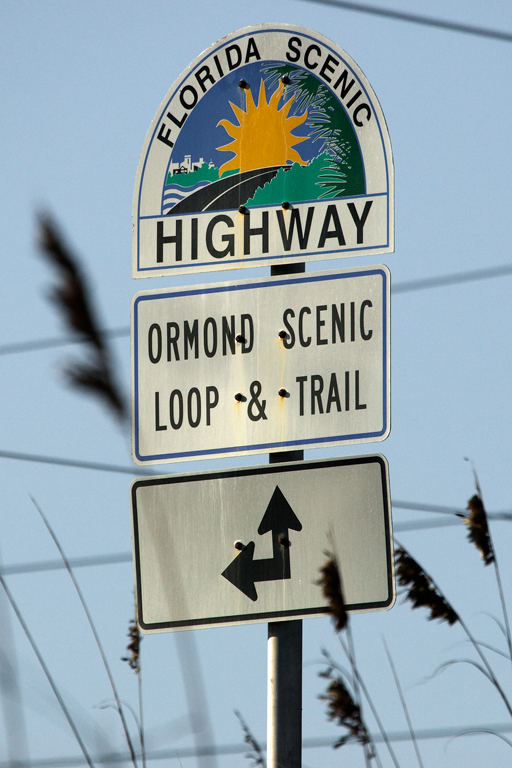 FLORIDA SCENIC
HIGHWAY
ORMOND SCENIC
LOOP & TRAIL